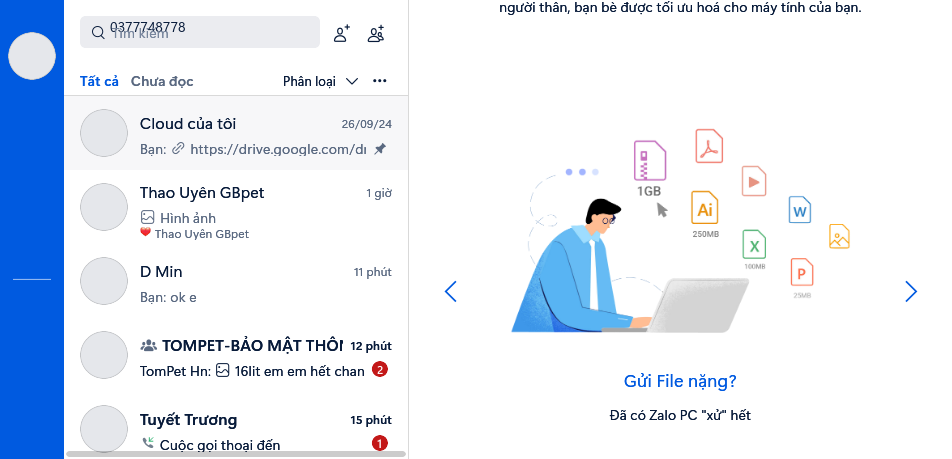 người thân, bạn bè được tối ưu hoá cho máy tính của bạn.
0377748778
Tìm kiếm
Tất cả Chưa đọc Phân loại
Cloud của tôi 26/09/24
Bạn: https://drive.google.com/dr
Thao Uyên GBpet 1 giờ
Hình ảnh
Thao Uyên GBpet
D Min 11 phút
Bạn: ok e
TOMPET-BẢO MẬT THÔN 12 phút
TomPet Hn: 16lit em em hết chan 2
Tuyết Trương 15 phút
Cuộc gọi thoại đến 1
1GB
Ai
250MB
W
X
100MB
P
25MB
Gửi File nặng?
Đã có Zalo PC "xử" hết